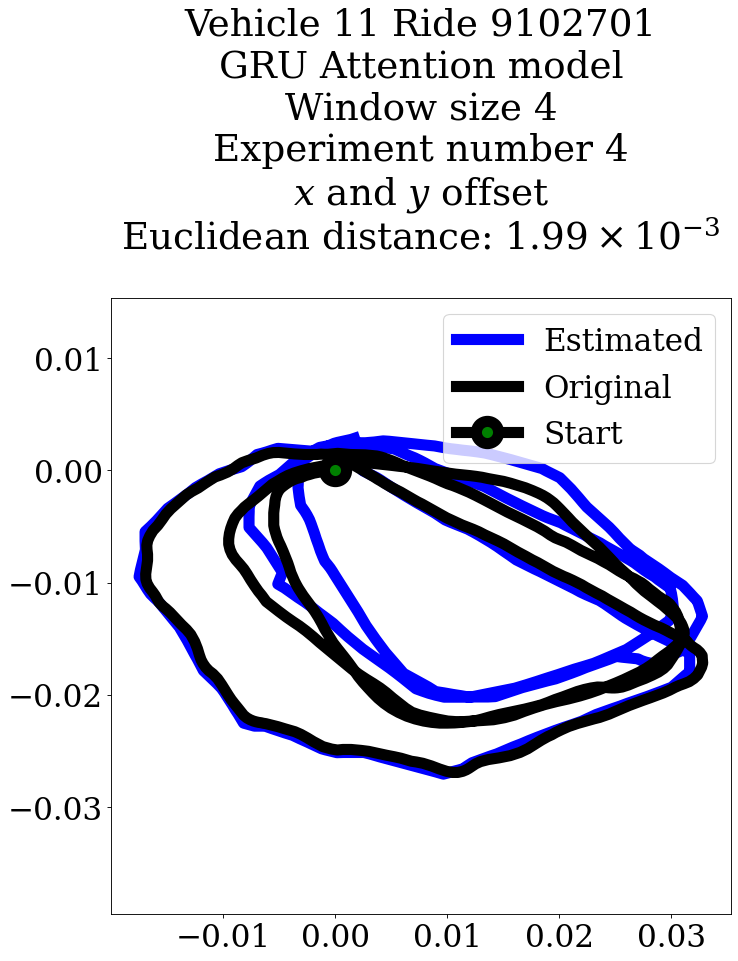 Vehicle 11 Ride 9102701
GRU Attention model
Window size 4
Experiment number 4
x and y offset
Euclidean distance: 1.99 × 10⁻³
Estimated
Original
Start
0.01
0.00
−0.01
−0.02
−0.03
−0.01 0.00 0.01 0.02 0.03